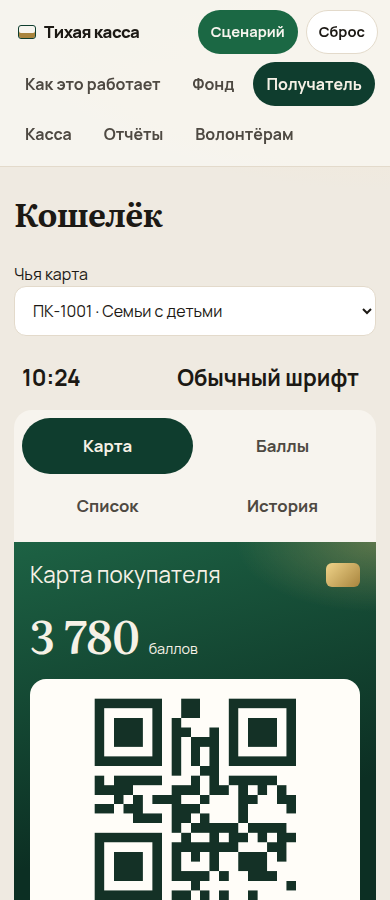 Тихая касса
Сценарий
Сброс
Как это работает
Фонд
Получатель
Касса
Отчёты
Волонтёрам
Кошелёк
Чья карта
ПК-1001 · Семьи с детьми
10:24
Обычный шрифт
Карта
Баллы
Список
История
Карта покупателя
3 780 баллов